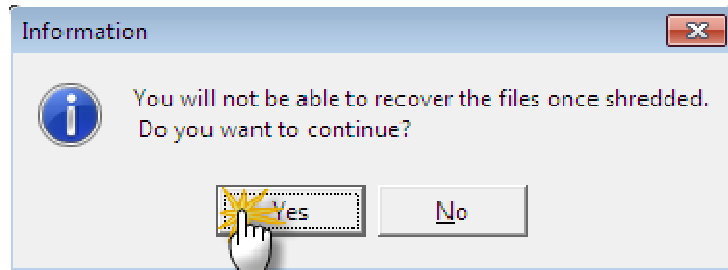 Information
You will not be able to recover the files once shredded.
Do you want to continue?
Yes
No